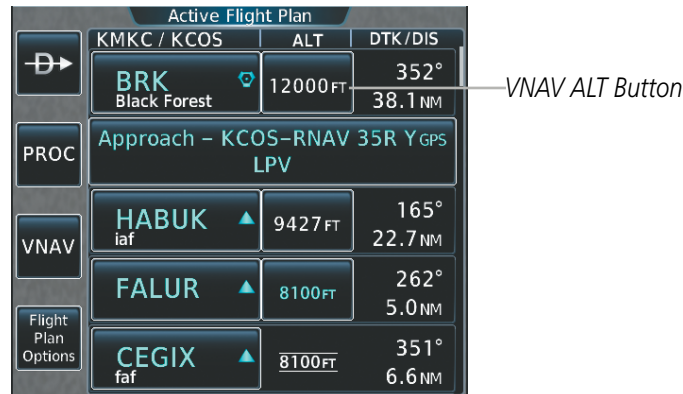 Active Flight Plan
KMKC / KCOS ALT DTK/DIS
BRK 12000FT 352°
Black Forest 38.1NM
VNAV ALT Button
PROC
Approach – KCOS–RNAV 35R Y GPS
LPV
HABUK 9427FT 165°
iaf 22.7NM
VNAV
FALUR 8100FT 262°
5.0NM
Flight
Plan
Options
CEGIX 8100FT 351°
faf 6.6NM